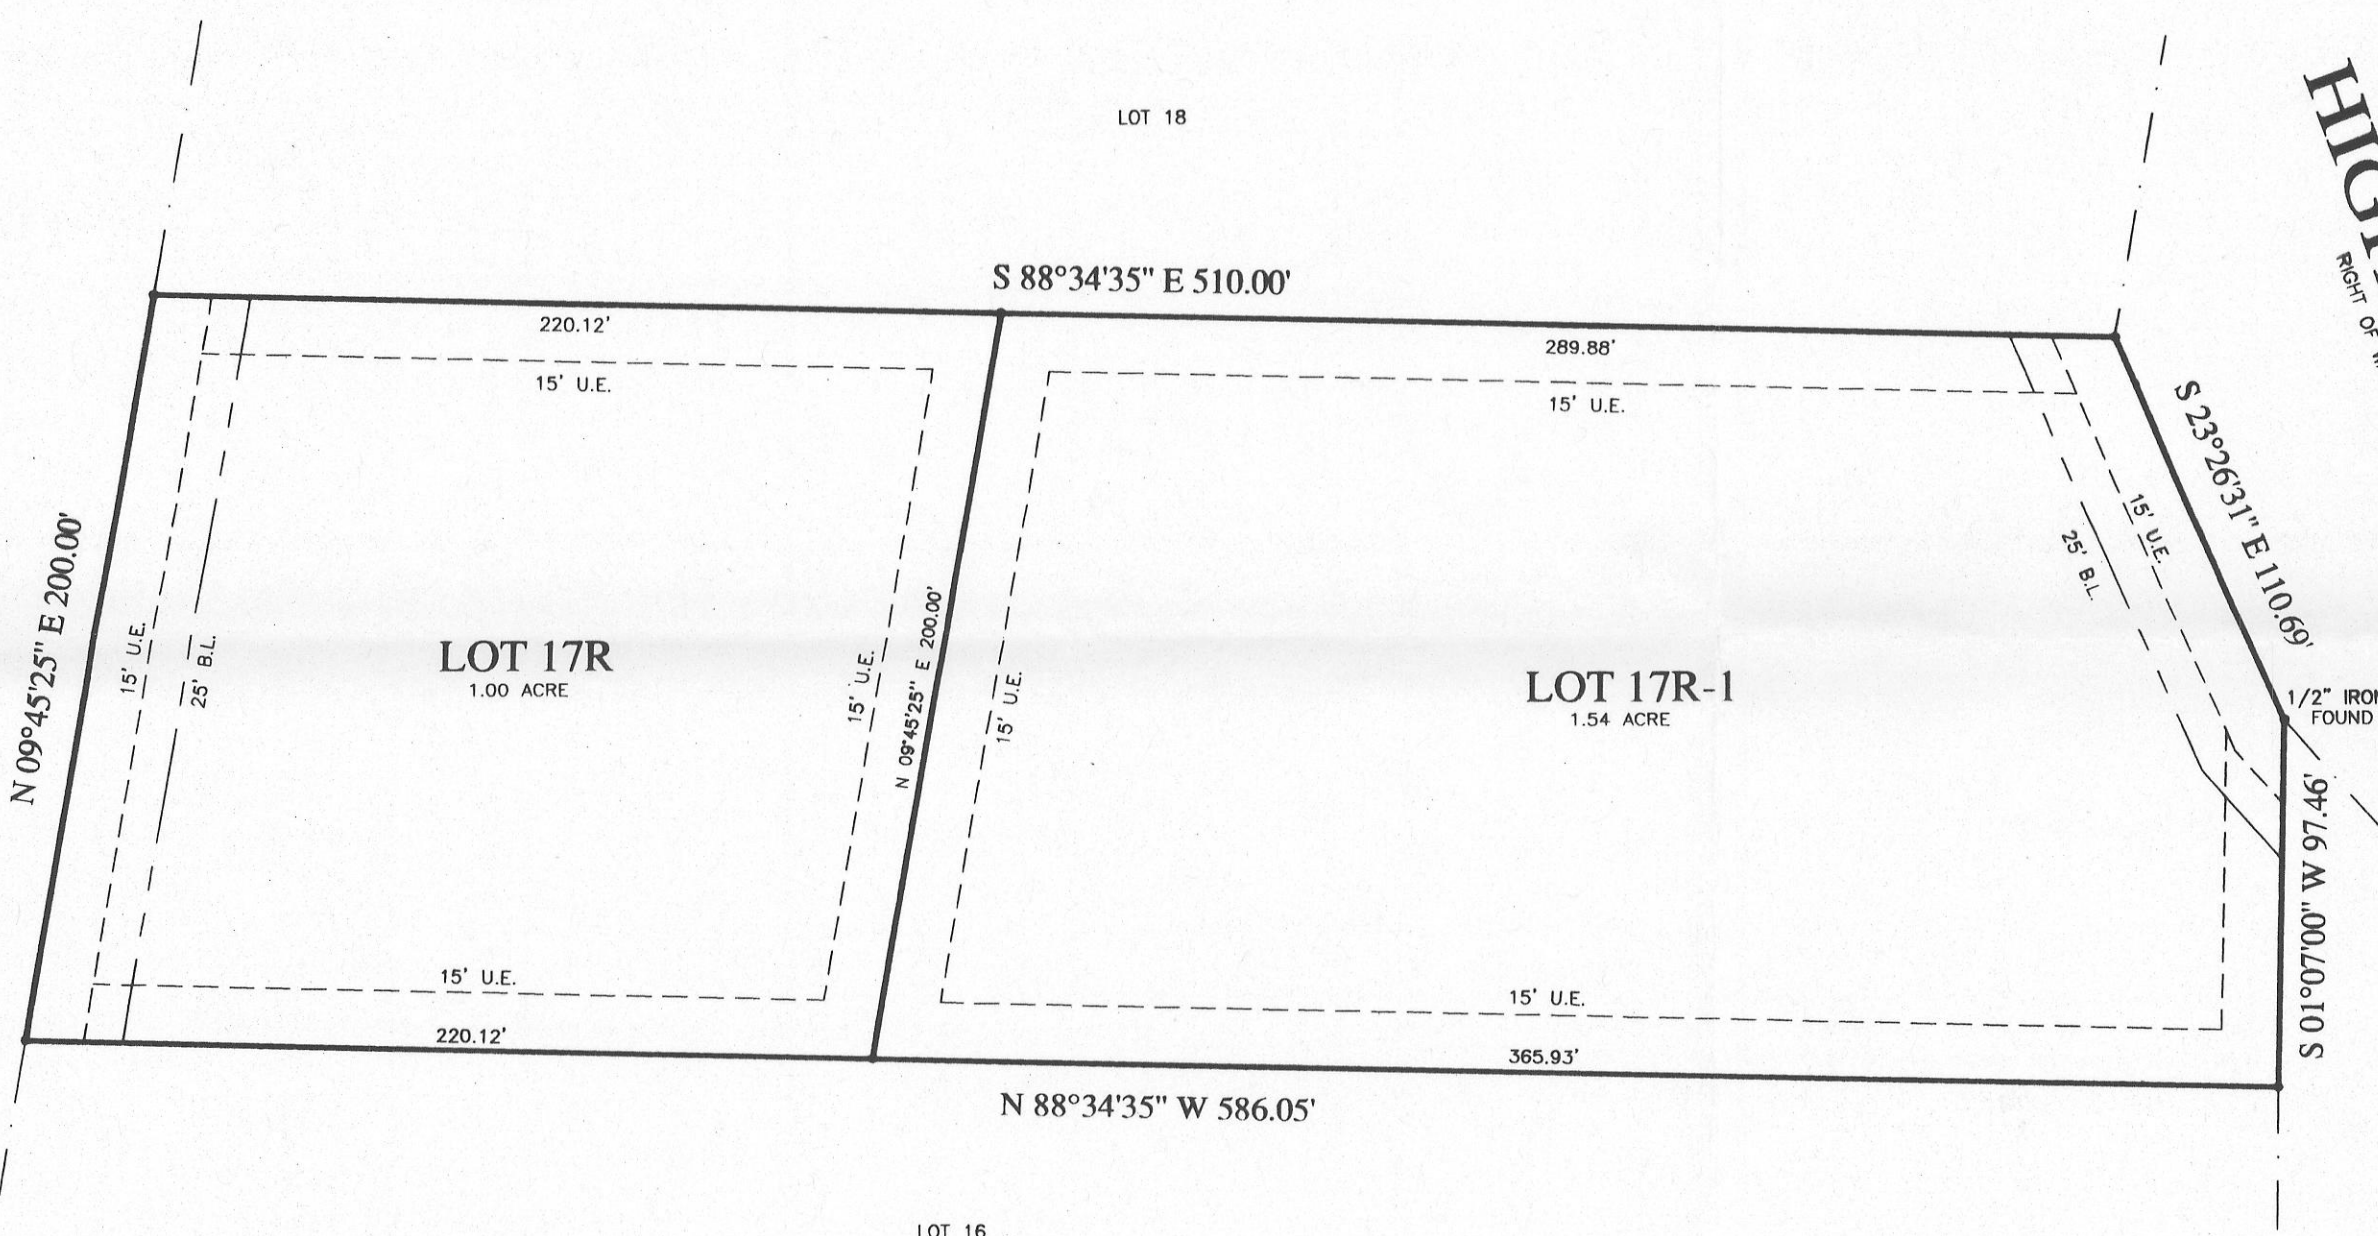 LOT 18
RIGHT OF
S 88°34'35" E 510.00'
220.12'
289.88'
15' U.E.
15' U.E.
S 23°26'31" E 110.69'
15' U.E.
25' B.L.
N 09°45'25" E 200.00'
15' U.E.
25' B.L.
LOT 17R
1.00 ACRE
15' U.E.
N 09°45'25" E 200.00'
15' U.E.
LOT 17R-1
1.54 ACRE
1/2" IRON
FOUND
S 01°07'00" W 97.46'
15' U.E.
15' U.E.
220.12'
365.93'
N 88°34'35" W 586.05'
LOT 16